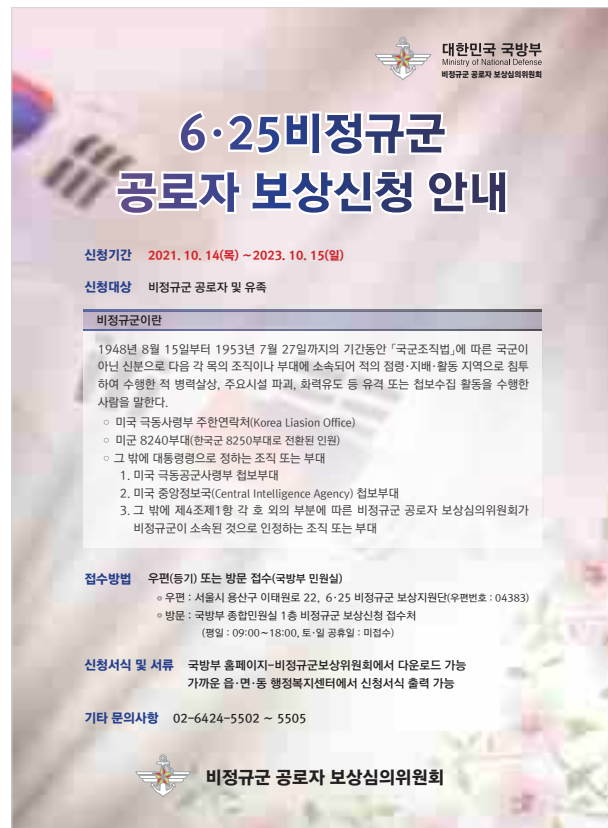 대한민국 국방부
Ministry of National Defense
비정규군 공로자 보상심의위원회
6·25비정규군
공로자 보상신청 안내
신청기간 2021. 10. 14(목) ~2023. 10. 15(일)
신청대상 비정규군 공로자 및 유족
비정규군이란
1948년 8월 15일부터 1953년 7월 27일까지의 기간동안 「국군조직법」에 따른 국군이
아닌 신분으로 다음 각 목의 조직이나 부대에 소속되어 적의 점령·지배·활동 지역으로 침투
하여 수행한 적 병력살상, 주요시설 파괴, 화력유도 등 유격 또는 첩보수집 활동을 수행한
사람을 말한다.
○ 미국 극동사령부 주한연락처(Korea Liasion Office)
○ 미군 8240부대(한국군 8250부대로 전환된 인원)
○ 그 밖에 대통령령으로 정하는 조직 또는 부대
1. 미국 극동공군사령부 첩보부대
2. 미국 중앙정보국(Central Intelligence Agency) 첩보부대
3. 그 밖에 제4조제1항 각 호 외의 부분에 따른 비정규군 공로자 보상심의위원회가
비정규군이 소속된 것으로 인정하는 조직 또는 부대
접수방법 우편(등기) 또는 방문 접수(국방부 민원실)
○ 우편 : 서울시 용산구 이태원로 22, 6·25 비정규군 보상지원단(우편번호 : 04383)
○ 방문 : 국방부 종합민원실 1층 비정규군 보상신청 접수처
(평일 : 09:00~18:00, 토·일 공휴일 : 미접수)
신청서식 및 서류 국방부 홈페이지-비정규군보상위원회에서 다운로드 가능
가까운 읍·면·동 행정복지센터에서 신청서식 출력 가능
기타 문의사항 02-6424-5502 ~ 5505
비정규군 공로자 보상심의위원회